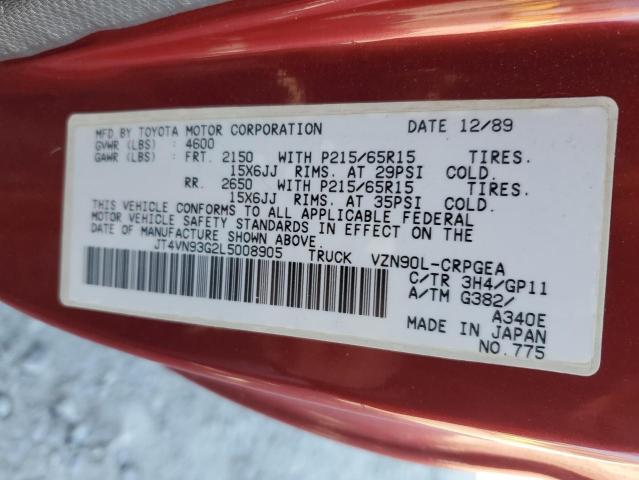 MFD BY TOYOTA MOTOR CORPORATION DATE 12/89
GVWR (LBS) : 4600
GAWR (LBS) : FRT. 2150 WITH P215/65R15 TIRES.
15X6JJ RIMS. AT 29PSI COLD.
RR. 2650 WITH P215/65R15 TIRES.
15X6JJ RIMS. AT 35PSI COLD.
THIS VEHICLE CONFORMS TO ALL APPLICABLE FEDERAL
MOTOR VEHICLE SAFETY STANDARDS IN EFFECT ON THE
DATE OF MANUFACTURE SHOWN ABOVE.
JT4VN93G2L5008905 TRUCK VZN90L-CRPGEA
C/TR 3H4/GP11
A/TM G382/
A340E
MADE IN JAPAN
NO.775